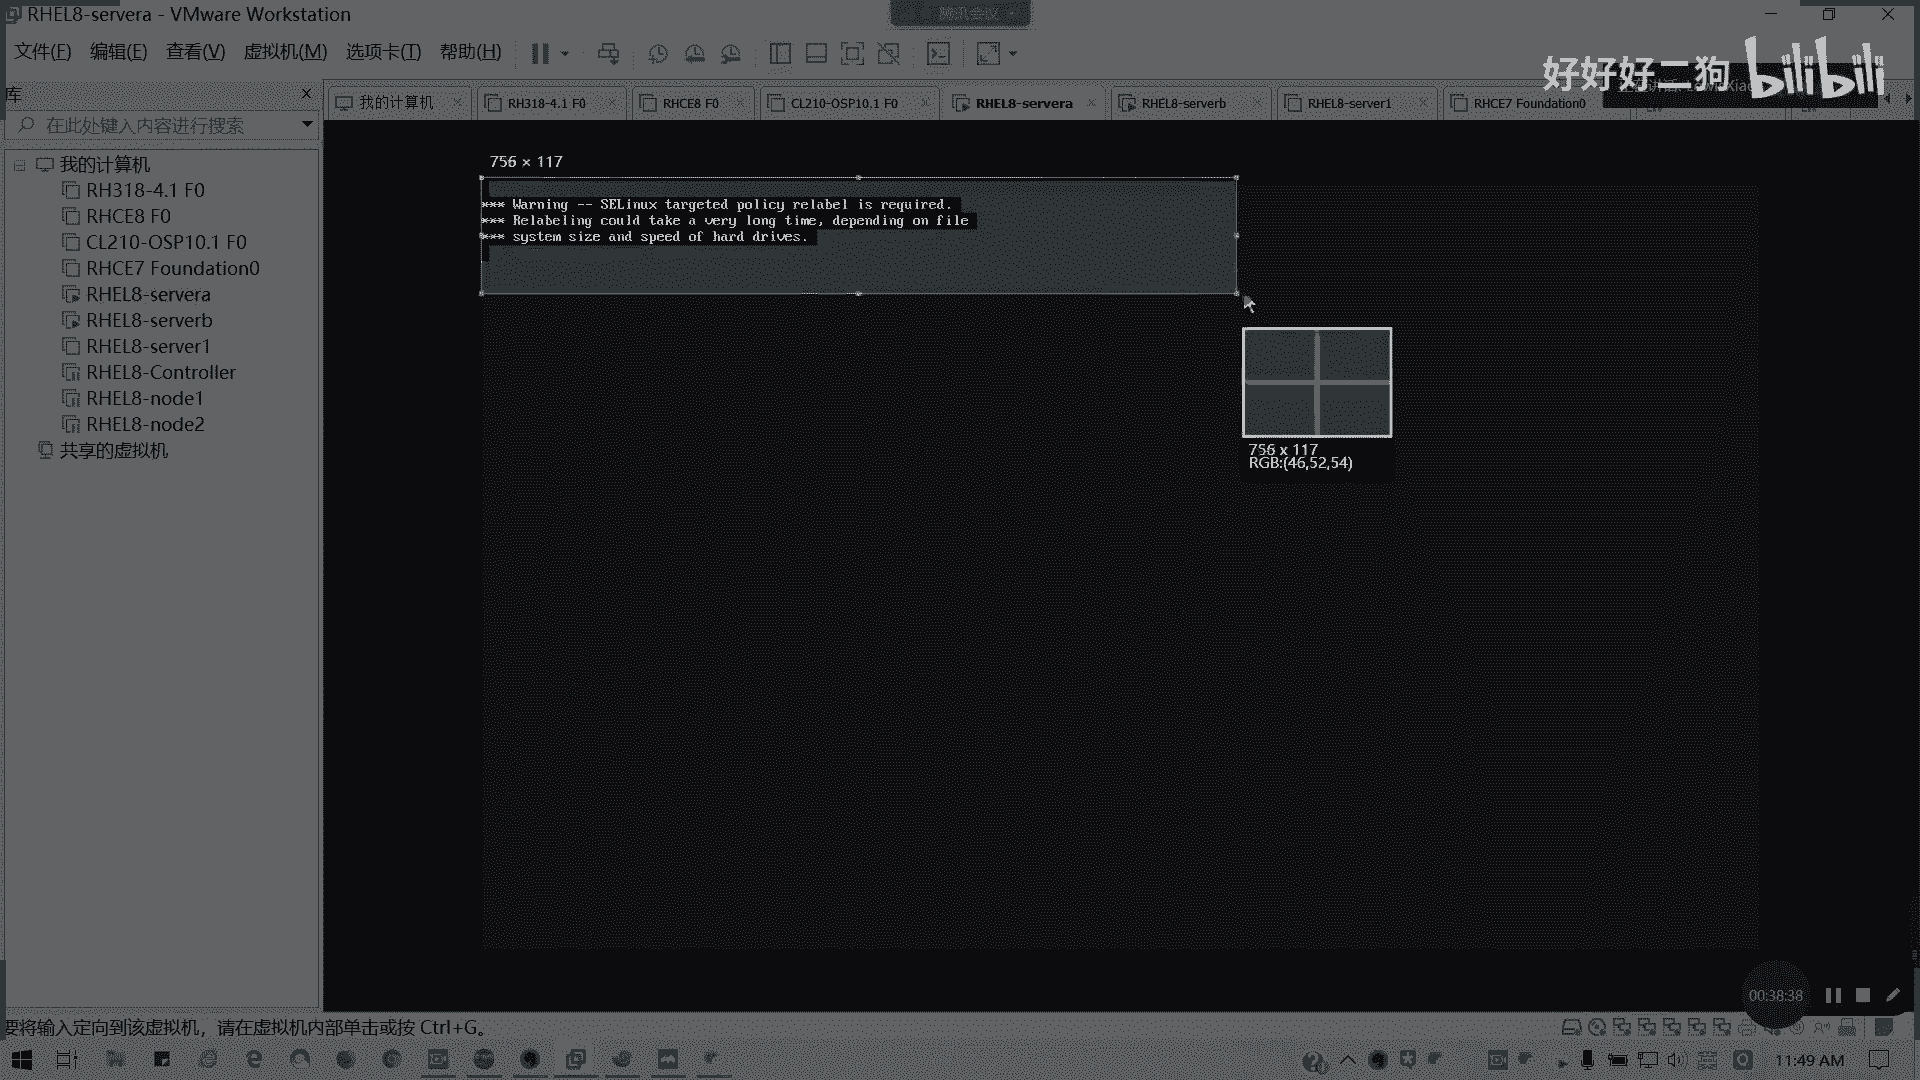 RHEL8-servera - VMware Workstation
腾讯会议
文件(F) 编辑(E) 查看(V) 虚拟机(M) 选项卡(T) 帮助(H)
好好好二狗 bilibili
库
我的计算机 RH318-4.1 F0 RHCE8 F0 CL210-OSP10.1 F0 RHEL8-servera RHEL8-serverb RHEL8-server1 RHCE7 Foundation0
在此处键入内容进行搜索
我的计算机
RH318-4.1 F0
RHCE8 F0
CL210-OSP10.1 F0
RHCE7 Foundation0
RHEL8-servera
RHEL8-serverb
RHEL8-server1
RHEL8-Controller
RHEL8-node1
RHEL8-node2
共享的虚拟机
756 × 117
*** Warning -- SELinux targeted policy relabel is required.
*** Relabeling could take a very long time, depending on file
*** system size and speed of hard drives.
756 x 117
RGB:(46,52,54)
00:38:38
要将输入定向到该虚拟机，请在虚拟机内部单击或按 Ctrl+G。
英
11:49 AM